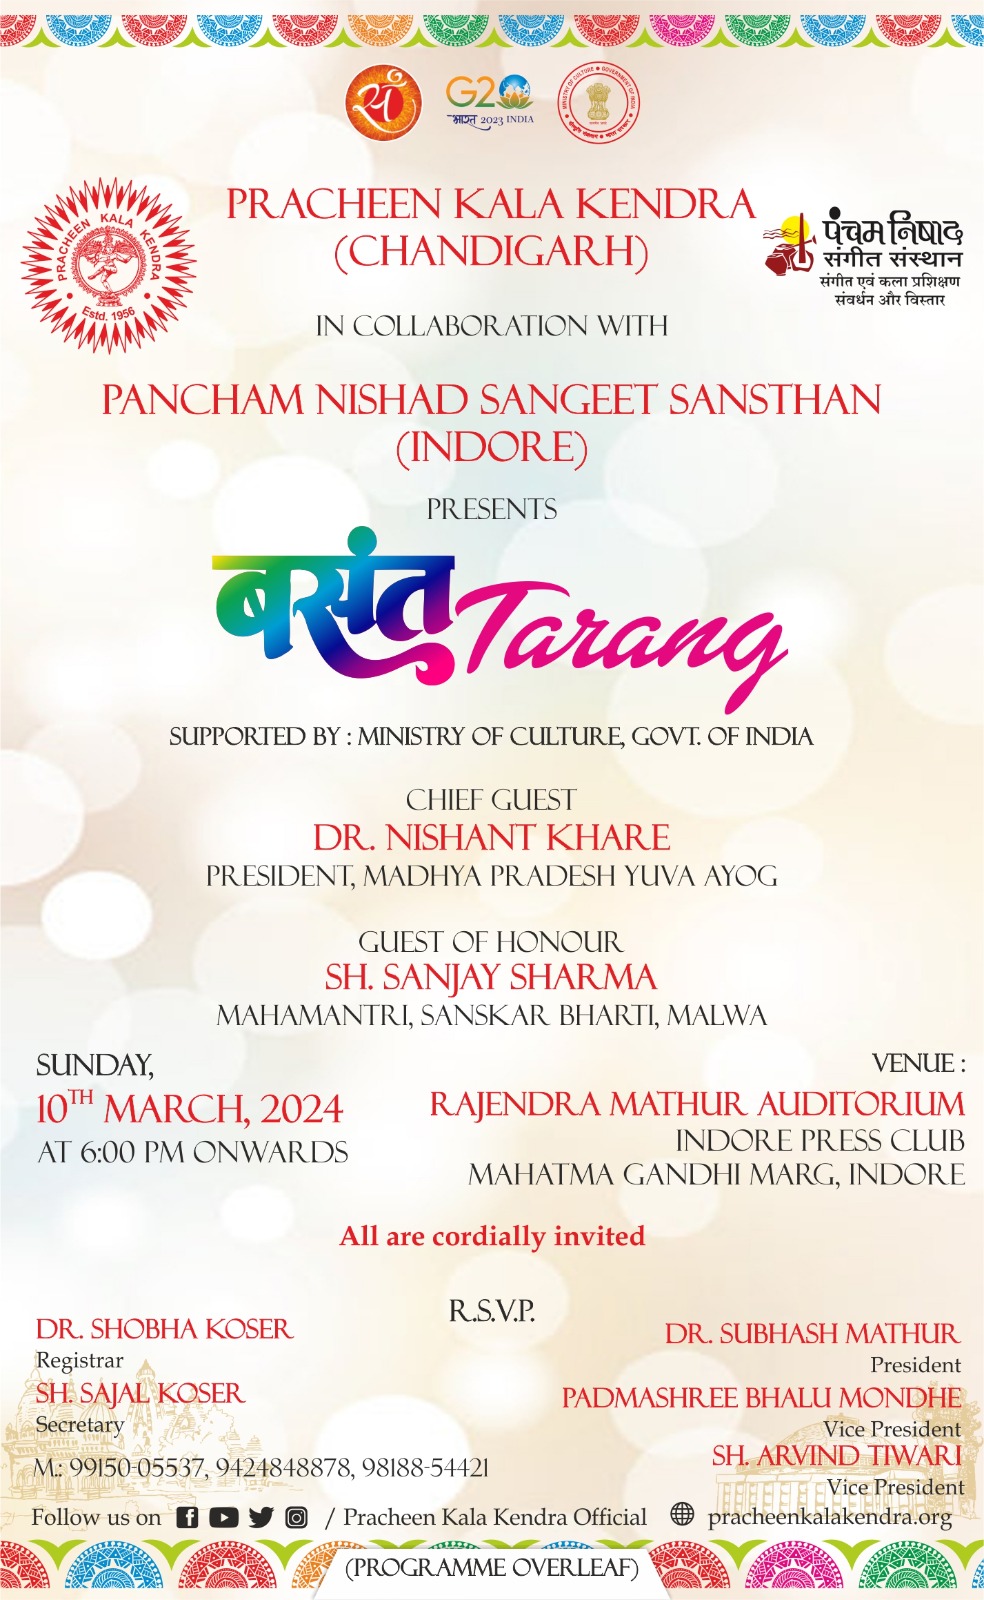 सं
G20
भारत 2023 INDIA
MINISTRY OF CULTURE • GOVERNMENT OF INDIA
PRACHEEN KALA KENDRA
Estd. 1956
PRACHEEN KALA KENDRA
(CHANDIGARH)
पंचम निषाद
संगीत संस्थान
संगीत एवं कला प्रशिक्षण
संवर्धन और विस्तार
IN COLLABORATION WITH
PANCHAM NISHAD SANGEET SANSTHAN
(INDORE)
PRESENTS
बसंत Tarang
SUPPORTED BY : MINISTRY OF CULTURE, GOVT. OF INDIA
CHIEF GUEST
DR. NISHANT KHARE
PRESIDENT, MADHYA PRADESH YUVA AYOG
GUEST OF HONOUR
SH. SANJAY SHARMA
MAHAMANTRI, SANSKAR BHARTI, MALWA
SUNDAY,
10TH MARCH, 2024
AT 6:00 PM ONWARDS
VENUE :
RAJENDRA MATHUR AUDITORIUM
INDORE PRESS CLUB
MAHATMA GANDHI MARG, INDORE
All are cordially invited
R.S.V.P.
DR. SHOBHA KOSER
Registrar
SH. SAJAL KOSER
Secretary
M.: 99150-05537, 9424848878, 98188-54421
DR. SUBHASH MATHUR
President
PADMASHREE BHALU MONDHE
Vice President
SH. ARVIND TIWARI
Vice President
Follow us on / Pracheen Kala Kendra Official pracheenkalakendra.org
(PROGRAMME OVERLEAF)